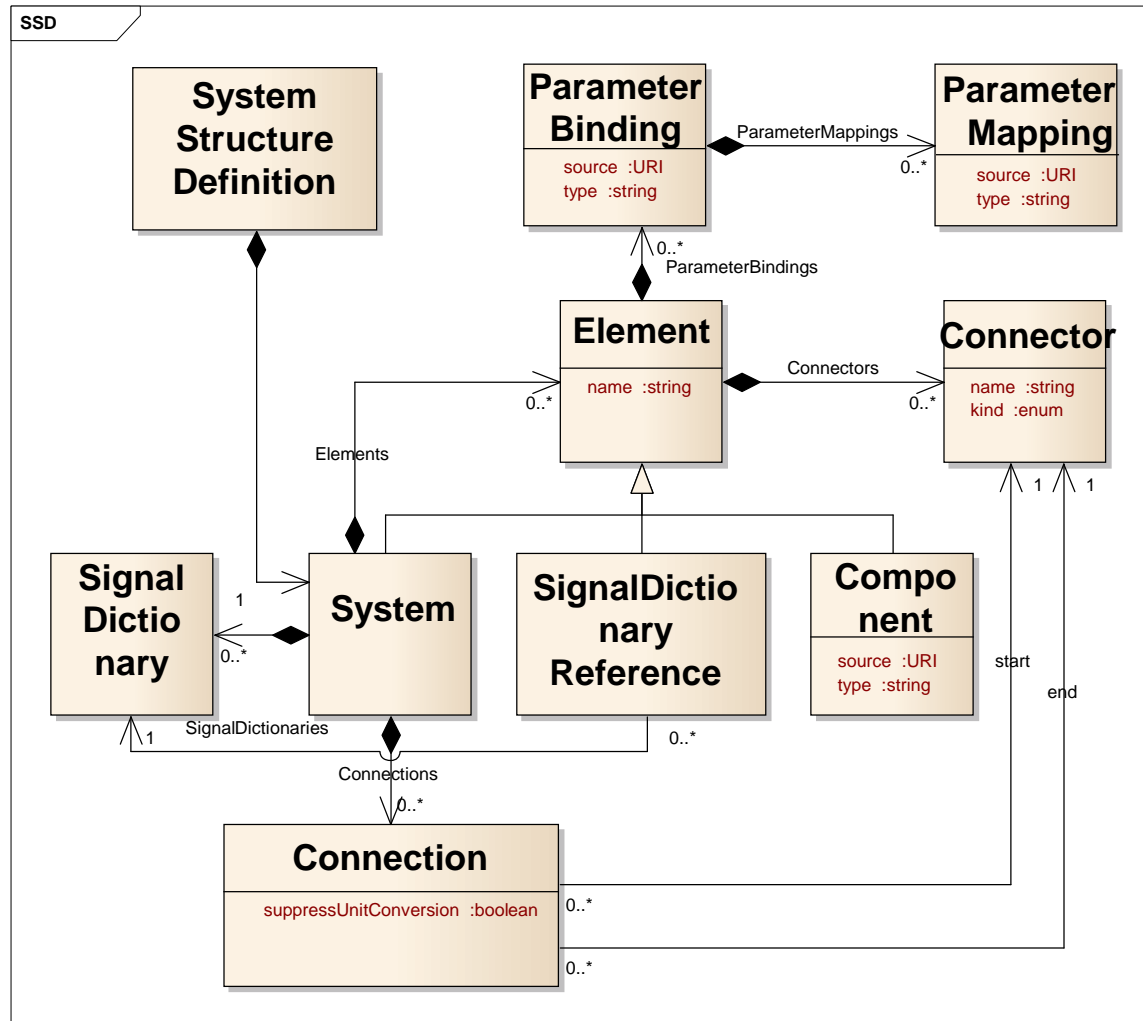 SSD
System
Structure
Definition
Parameter
Binding
source :URI
type :string
ParameterMappings
0..*
Parameter
Mapping
source :URI
type :string
0..*
ParameterBindings
Element
name :string
Connectors
0..*
Connector
name :string
kind :enum
0..*
Elements
1
1
Signal
Dictio
nary
1
0..*
System
SignalDictio
nary
Reference
Compo
nent
source :URI
type :string
start
end
SignalDictionaries
1
0..*
Connections
0..*
Connection
suppressUnitConversion :boolean
0..*
0..*